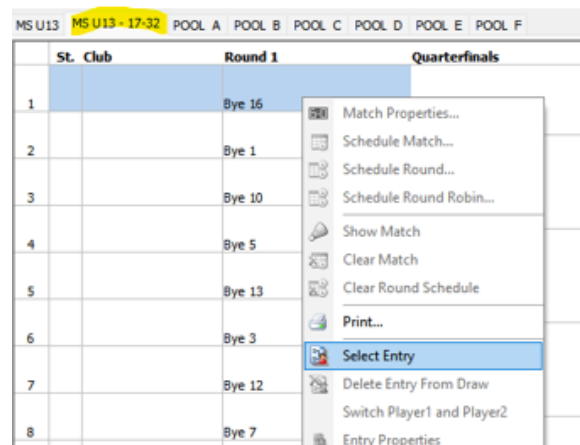 MS U13 MS U13 - 17-32 POOL A POOL B POOL C POOL D POOL E POOL F
St. Club Round 1 Quarterfinals
1 Bye 16
Match Properties...
Schedule Match...
2 Bye 1
Schedule Round...
3 Bye 10
Schedule Round Robin...
Show Match
4 Bye 5
Clear Match
5 Bye 13
Clear Round Schedule
Print...
6 Bye 3
Select Entry
7 Bye 12
Delete Entry From Draw
Switch Player1 and Player2
8 Bye 7
Entry Properties